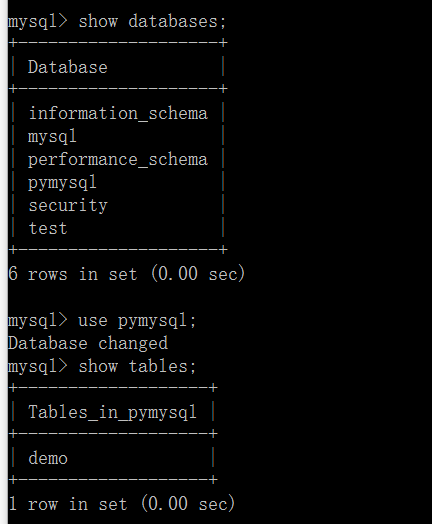 mysql> show databases;
+--------------------+
| Database           |
+--------------------+
| information_schema |
| mysql              |
| performance_schema |
| pymysql            |
| security           |
| test               |
+--------------------+
6 rows in set (0.00 sec)

mysql> use pymysql;
Database changed
mysql> show tables;
+-------------------+
| Tables_in_pymysql |
+-------------------+
| demo              |
+-------------------+
1 row in set (0.00 sec)